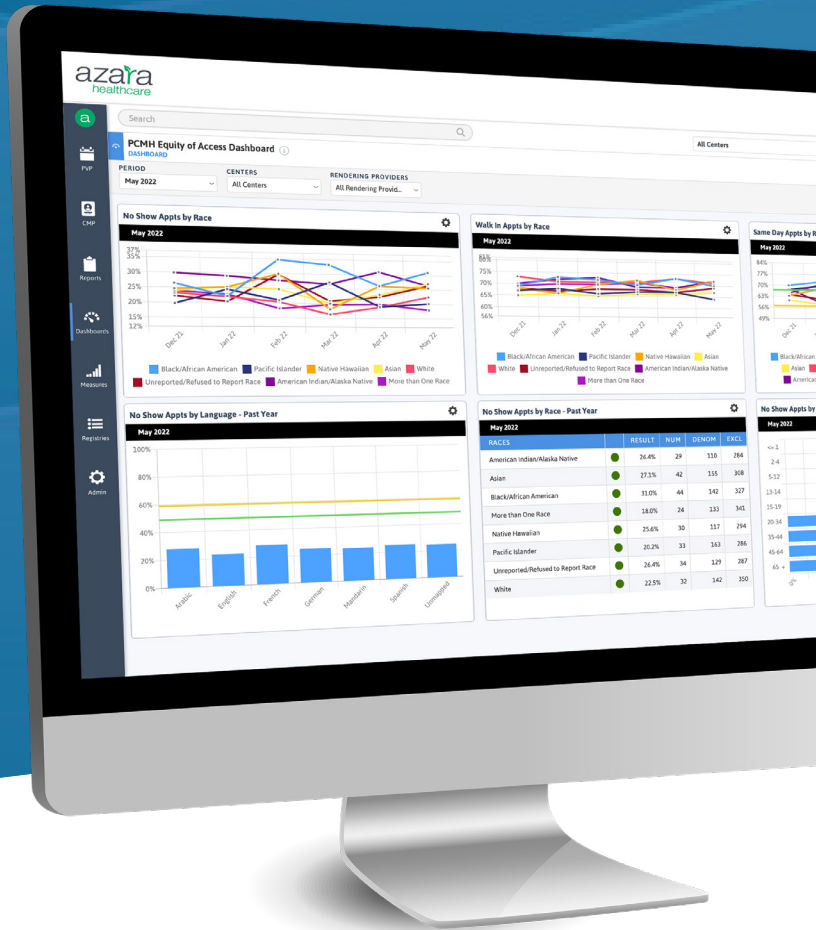 azara
healthcare
a
Search
All Centers
PCMH Equity of Access Dashboard
DASHBOARD
PVP
CMP
Reports
Dashboards
Measures
Registries
Admin
PERIOD
May 2022
CENTERS
All Centers
RENDERING PROVIDERS
All Rendering Provid...
No Show Appts by Race
May 2022
37%
35%
30%
25%
20%
15%
12%
Dec 21 Jan 22 Feb 22 Mar 22 Apr 22 May 22
Black/African American Pacific Islander Native Hawaiian Asian White
Unreported/Refused to Report Race American Indian/Alaska Native More than One Race
Walk In Appts by Race
May 2022
80%
75%
70%
65%
60%
56%
Dec 21 Jan 22 Feb 22 Mar 22 Apr 22 May 22
Black/African American Pacific Islander Native Hawaiian Asian
White Unreported/Refused to Report Race American Indian/Alaska Native
More than One Race
Same Day Appts by R
May 2022
84%
77%
70%
63%
56%
49%
Dec 21
Black/African
Asian
America
No Show Appts by Language - Past Year
May 2022
100%
80%
60%
40%
20%
0%
Arabic English French German Mandarin Spanish Unmapped
No Show Appts by Race - Past Year
May 2022
RACES RESULT NUM DENOM EXCL
American Indian/Alaska Native 26.4% 29 110 284
Asian 27.1% 42 155 308
Black/African American 31.0% 44 142 327
More than One Race 18.0% 24 133 341
Native Hawaiian 25.6% 30 117 294
Pacific Islander 20.2% 33 163 286
Unreported/Refused to Report Race 26.4% 34 129 287
White 22.5% 32 142 350
No Show Appts by
May 2022
<= 1
2-4
5-12
13-14
15-19
20-34
35-44
45-64
65 +
0%